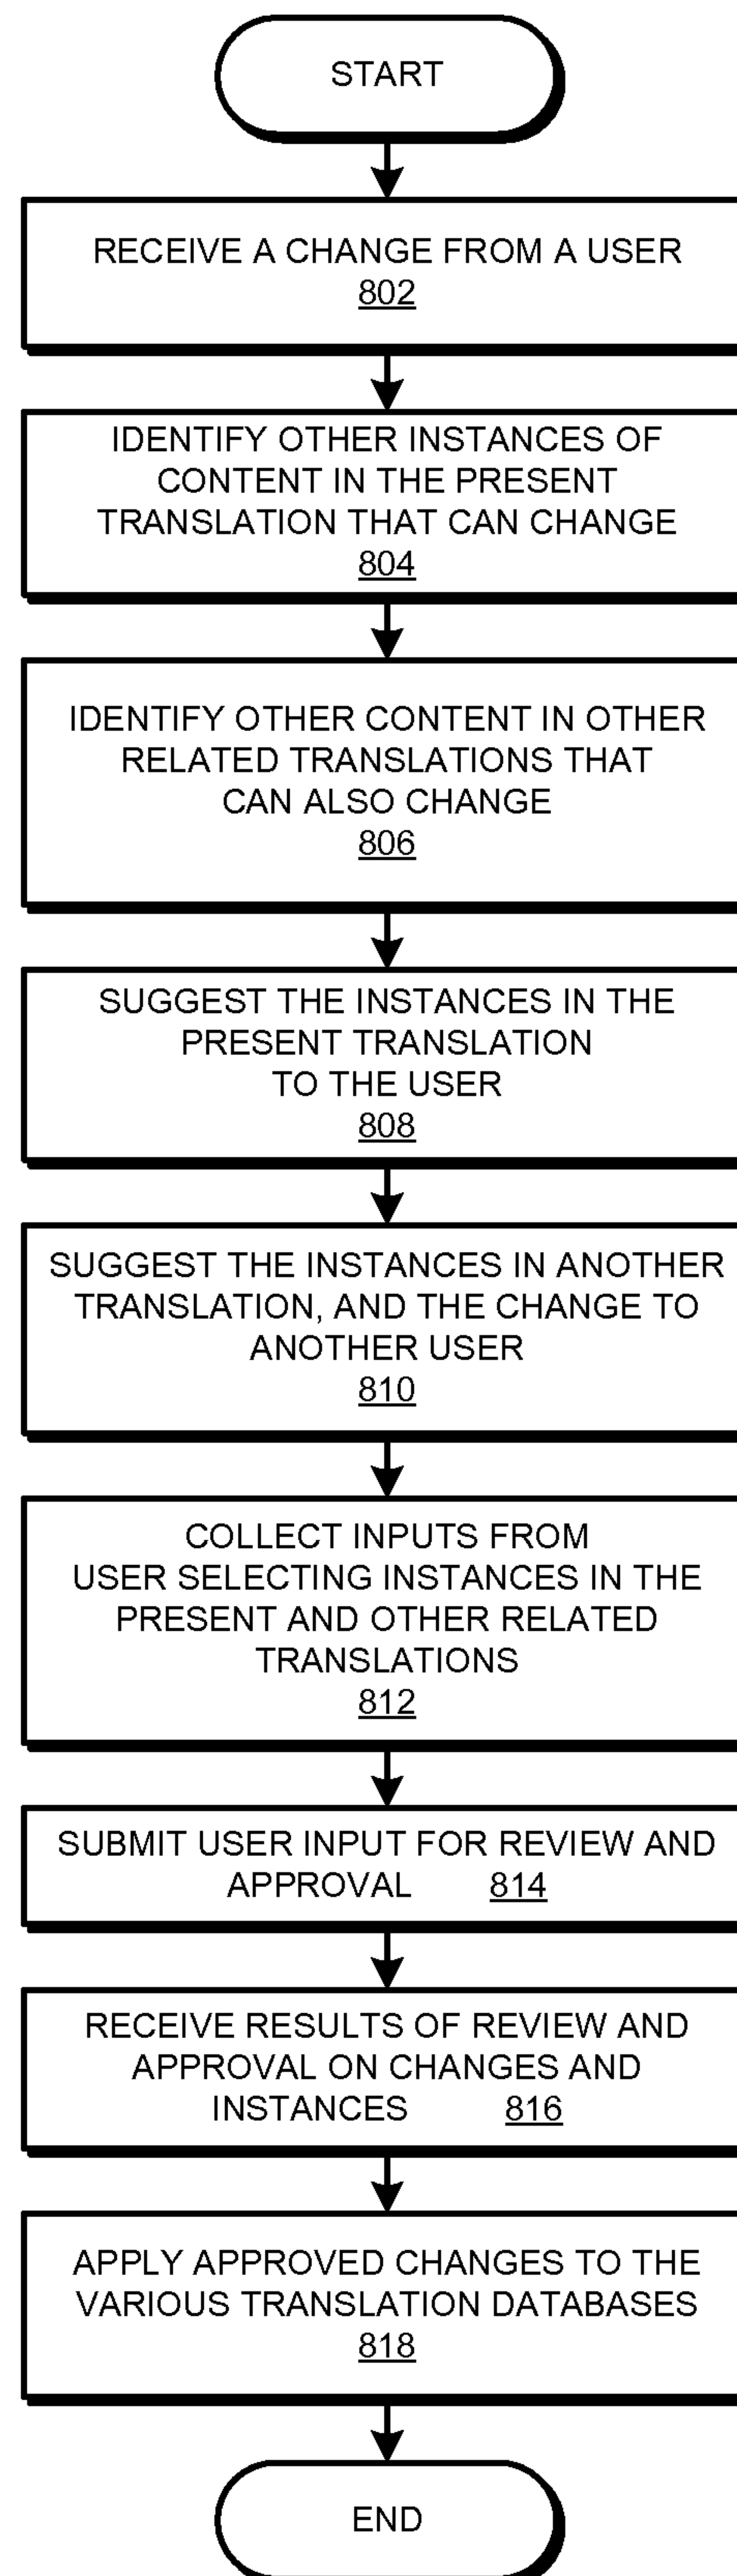 START
RECEIVE A CHANGE FROM A USER
802
IDENTIFY OTHER INSTANCES OF
CONTENT IN THE PRESENT
TRANSLATION THAT CAN CHANGE
804
IDENTIFY OTHER CONTENT IN OTHER
RELATED TRANSLATIONS THAT
CAN ALSO CHANGE
806
SUGGEST THE INSTANCES IN THE
PRESENT TRANSLATION
TO THE USER
808
SUGGEST THE INSTANCES IN ANOTHER
TRANSLATION, AND THE CHANGE TO
ANOTHER USER
810
COLLECT INPUTS FROM
USER SELECTING INSTANCES IN THE
PRESENT AND OTHER RELATED
TRANSLATIONS
812
SUBMIT USER INPUT FOR REVIEW AND
APPROVAL 814
RECEIVE RESULTS OF REVIEW AND
APPROVAL ON CHANGES AND
INSTANCES 816
APPLY APPROVED CHANGES TO THE
VARIOUS TRANSLATION DATABASES
818
END